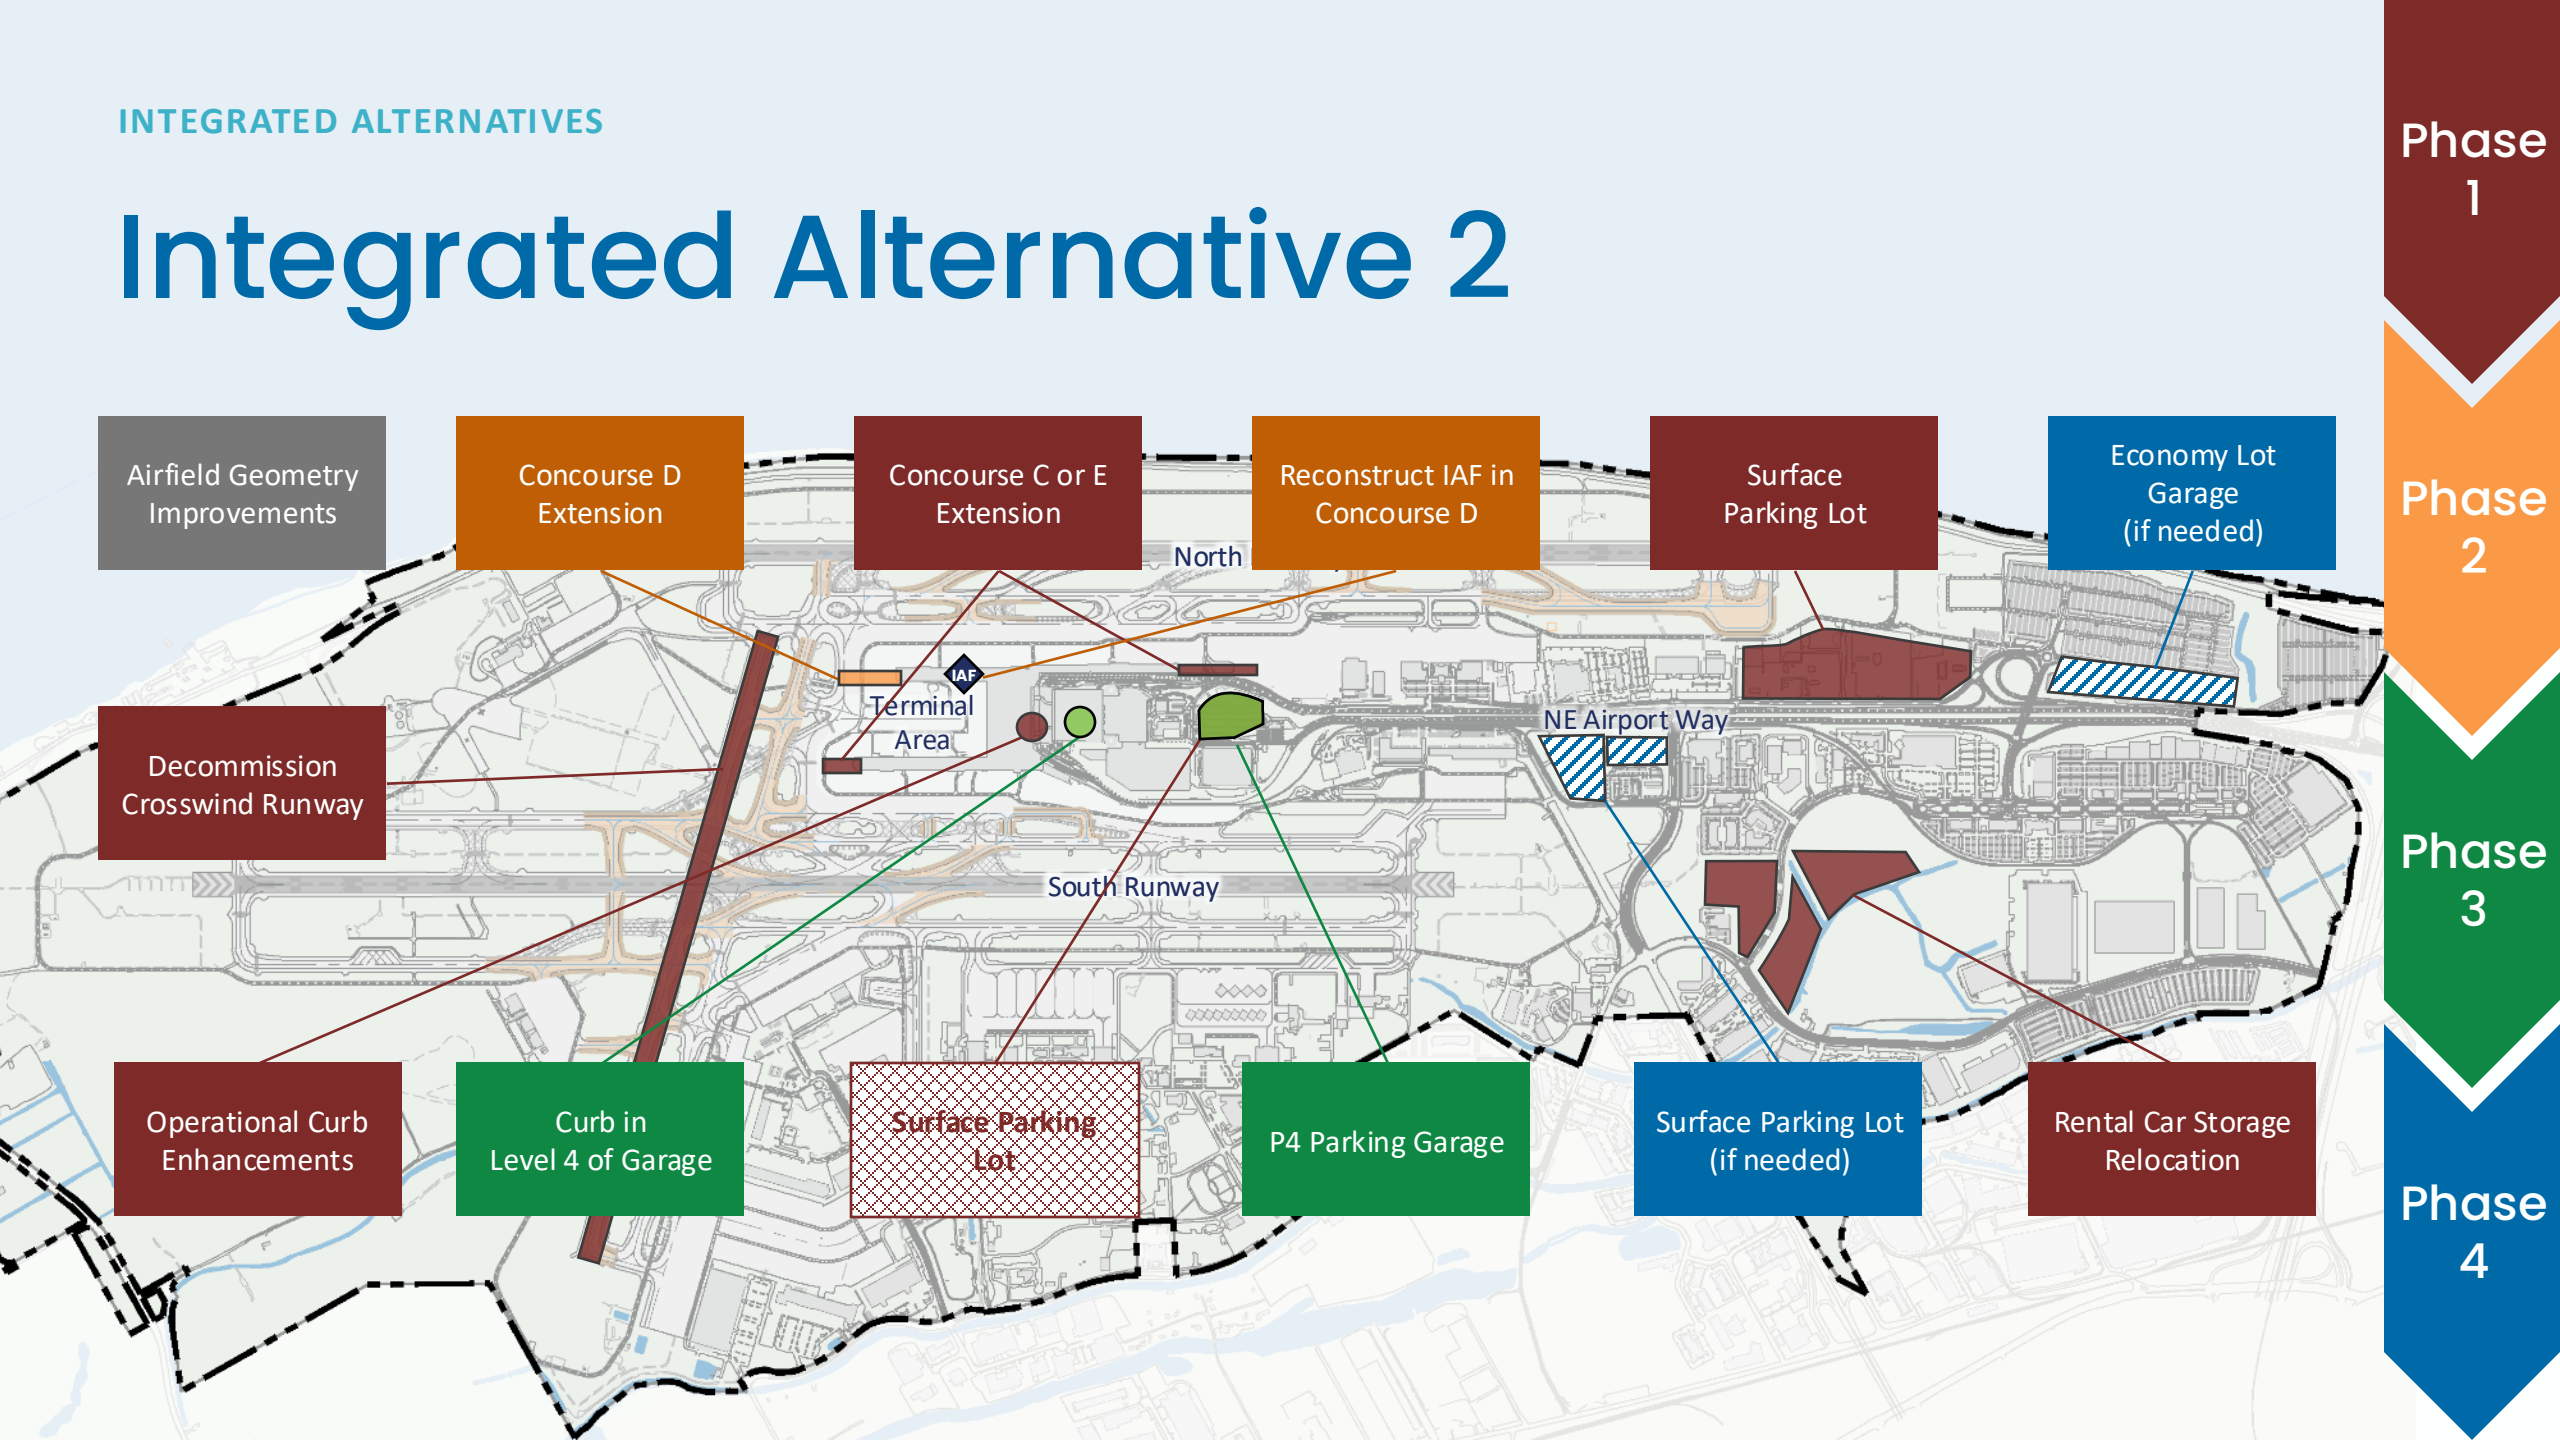 INTEGRATED ALTERNATIVES
Integrated Alternative 2
Phase
1
Phase
2
Phase
3
Phase
4
Airfield Geometry
Improvements
Concourse D
Extension
Concourse C or E
Extension
Reconstruct IAF in
Concourse D
Surface
Parking Lot
Economy Lot
Garage
(if needed)
North
IAF
Terminal
Area
NE Airport Way
Decommission
Crosswind Runway
South Runway
Operational Curb
Enhancements
Curb in
Level 4 of Garage
Surface Parking
Lot
P4 Parking Garage
Surface Parking Lot
(if needed)
Rental Car Storage
Relocation